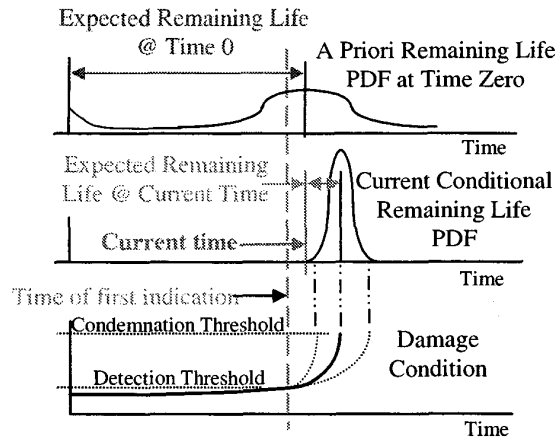 Expected Remaining Life
@ Time 0
A Priori Remaining Life
PDF at Time Zero
Time
Expected Remaining
Life @ Current Time
Current Conditional
Remaining Life
PDF
Current time
Time
Time of first indication
Condemnation Threshold
Damage
Condition
Detection Threshold
Time